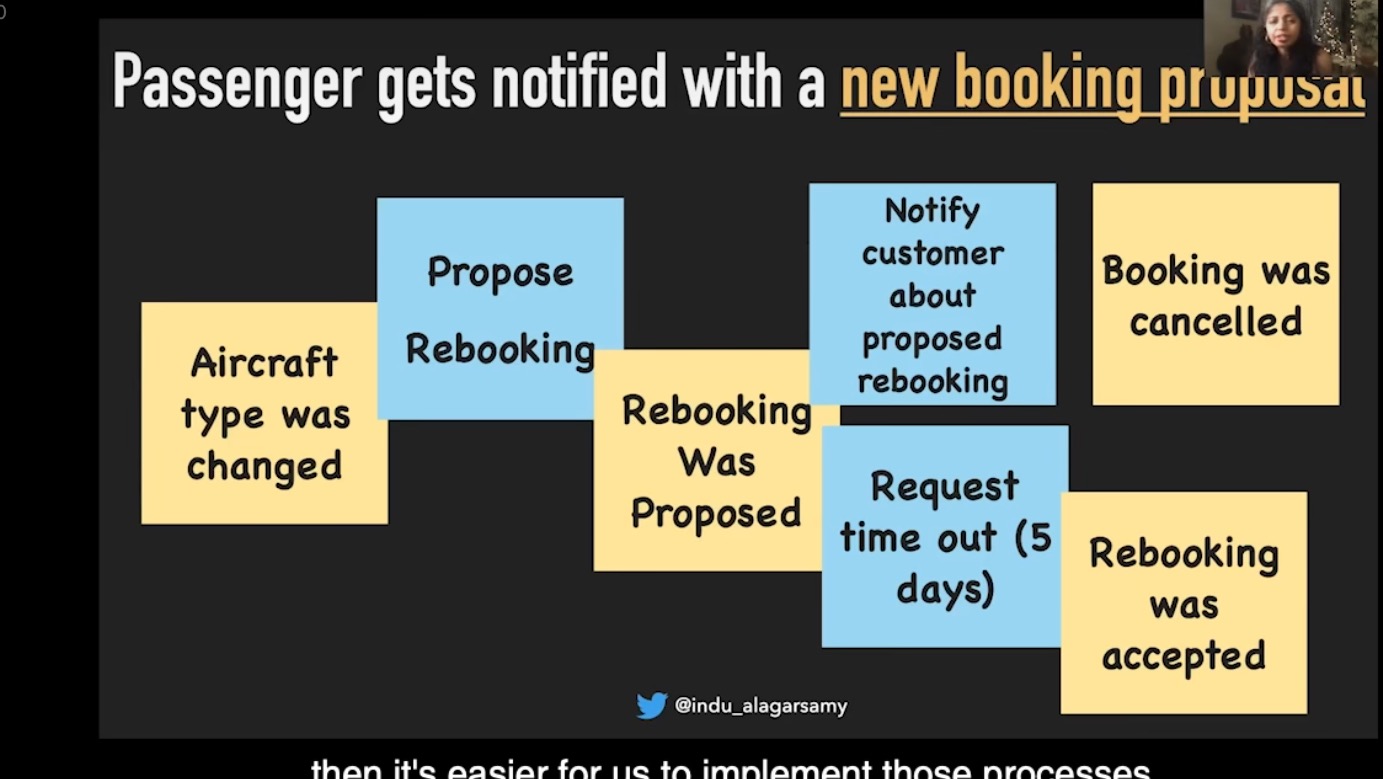 Passenger gets notified with a new booking proposal
Aircraft
type was
changed
Propose
Rebooking
Rebooking
Was
Proposed
Notify
customer
about
proposed
rebooking
Request
time out (5
days)
Booking was
cancelled
Rebooking
was
accepted
@indu_alagarsamy
then it's easier for us to implement those processes